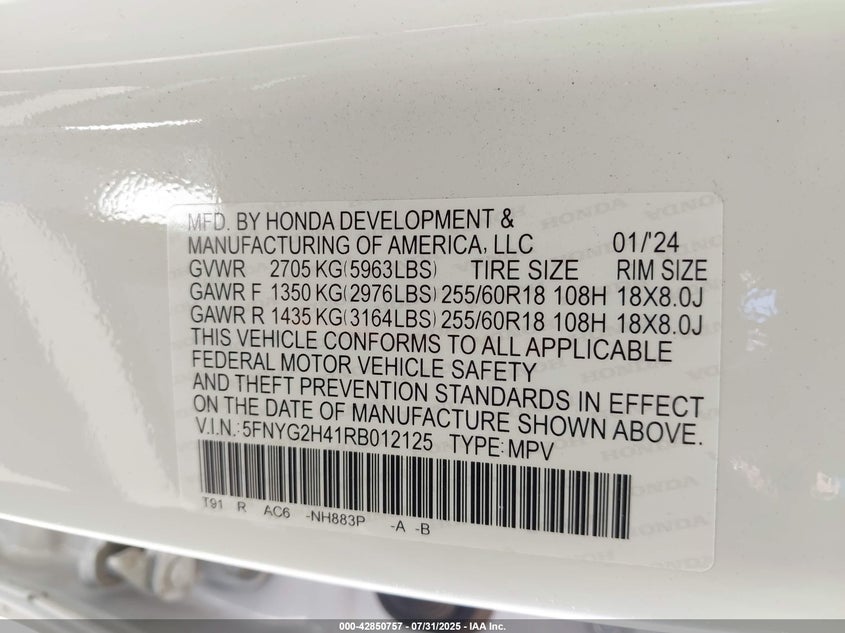 MFD. BY HONDA DEVELOPMENT &
MANUFACTURING OF AMERICA, LLC 01/'24
GVWR 2705 KG(5963LBS) TIRE SIZE RIM SIZE
GAWR F 1350 KG(2976LBS) 255/60R18 108H 18X8.0J
GAWR R 1435 KG(3164LBS) 255/60R18 108H 18X8.0J
THIS VEHICLE CONFORMS TO ALL APPLICABLE
FEDERAL MOTOR VEHICLE SAFETY
AND THEFT PREVENTION STANDARDS IN EFFECT
ON THE DATE OF MANUFACTURE SHOWN ABOVE.
V.I.N.: 5FNYG2H41RB012125 TYPE: MPV
T91 R AC6 -NH883P -A -B
000-42850757 - 07/31/2025 - IAA Inc.